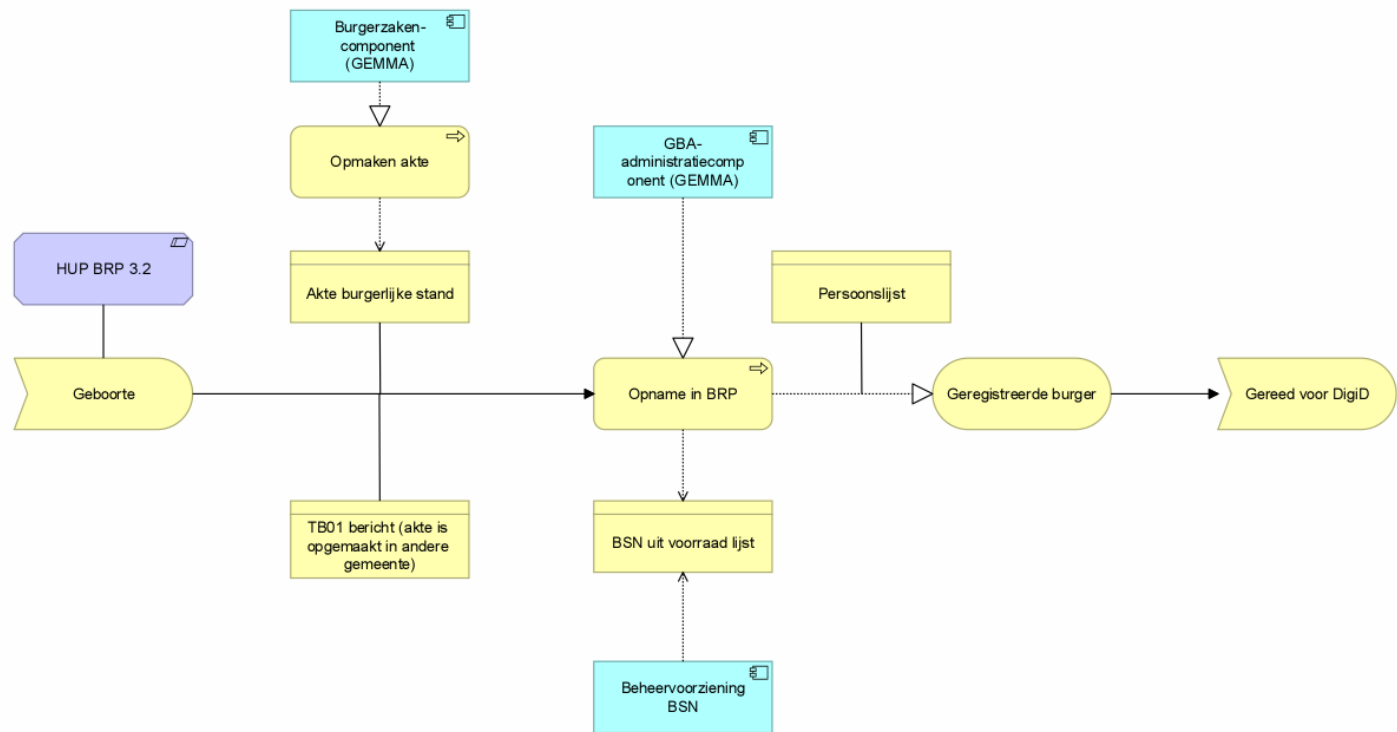 Burgerzaken-
component
(GEMMA)
Opmaken akte
GBA-
administratiecomp
onent (GEMMA)
HUP BRP 3.2
Akte burgerlijke stand
Persoonslijst
Geboorte
Opname in BRP
Geregistreerde burger
Gereed voor DigiD
TB01 bericht (akte is
opgemaakt in andere
gemeente)
BSN uit voorraad lijst
Beheervoorziening
BSN